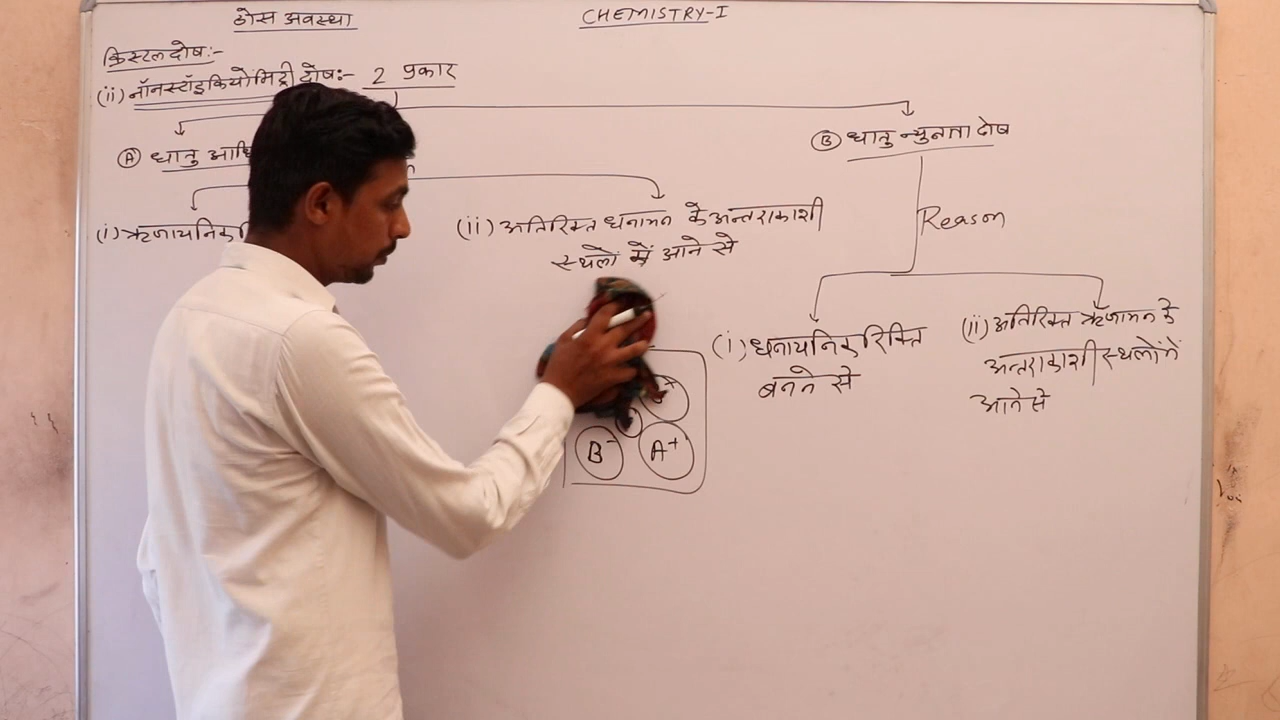 ठोस अवस्था
CHEMISTRY-I
क्रिस्टल दोष:-
(ii) नॉनस्टॉइकियोमिट्री दोष:- 2 प्रकार
(A) धातु आधि
(B) धातु न्युनता दोष
(i) ऋणायनिक
(ii) अतिरिक्त धनायन के अन्तराकाशी
स्थलों में आने से
Reason
(i) धनायनिक रिक्ति
बनने से
(ii) अतिरिक्त ऋणायन के
अन्तराकाशी स्थलों में
आने से
B⁻ A⁺